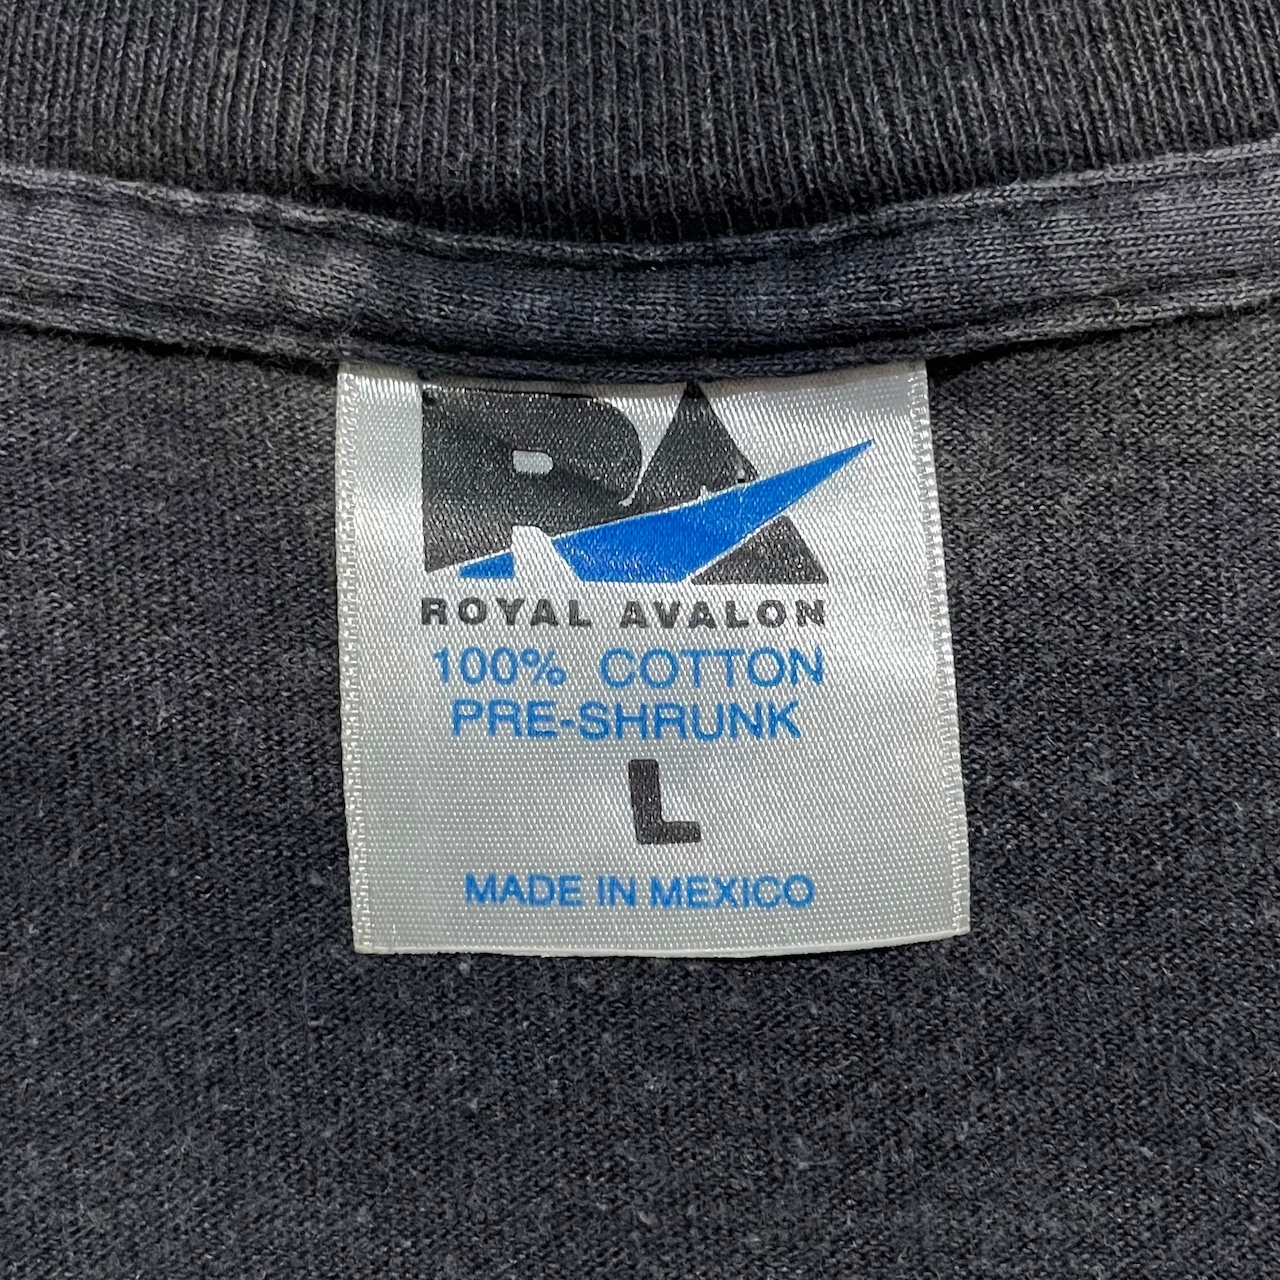 RA
ROYAL AVALON
100% COTTON
PRE-SHRUNK
L
MADE IN MEXICO